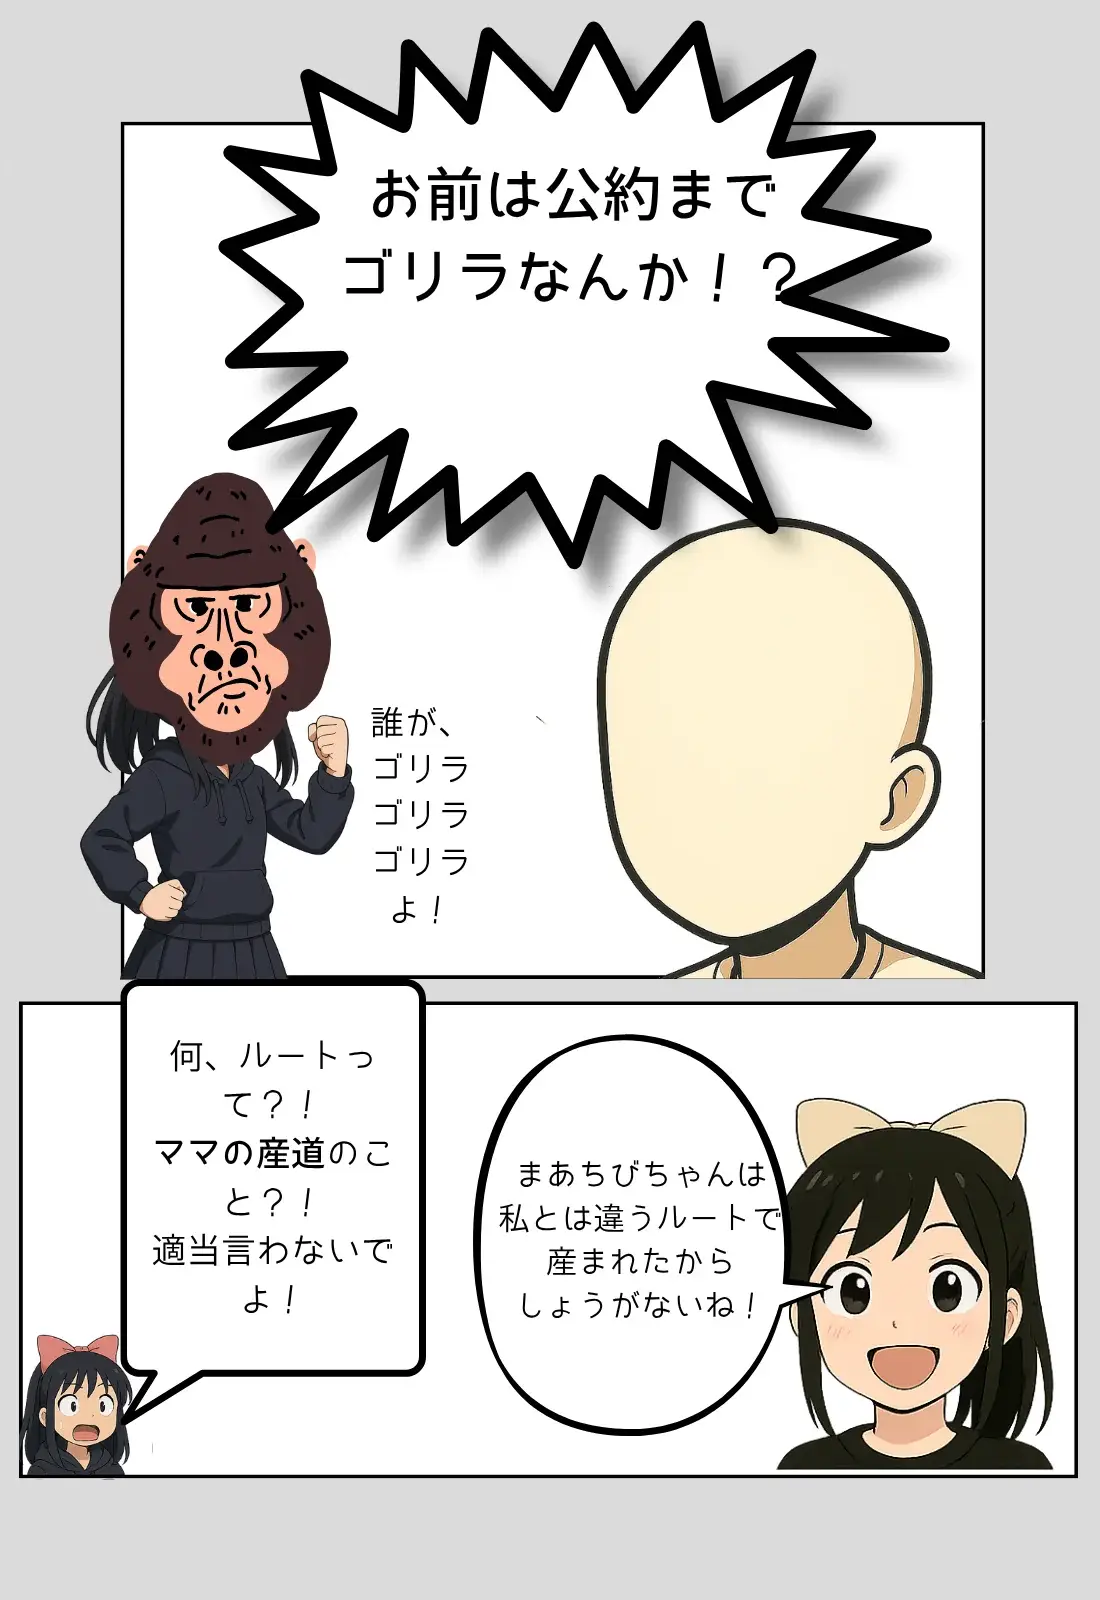 お前は公約まで
ゴリラなんか！？
誰が、
ゴリラ
ゴリラ
ゴリラ
よ！
まあちびちゃんは
私とは違うルートで
産まれたから
しょうがないね！
何、ルートっ
て？！
ママの産道のこ
と？！
適当言わないで
よ！